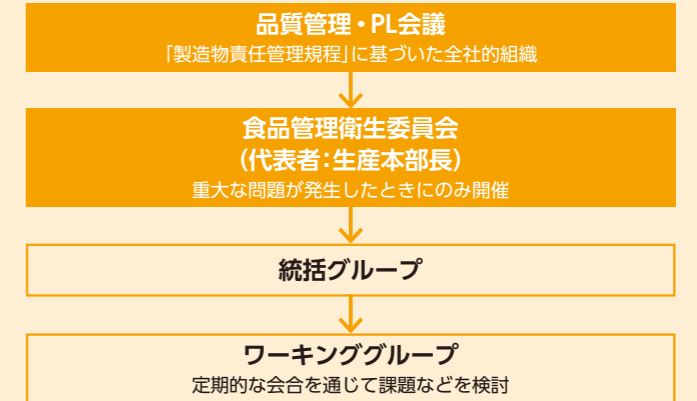 品質管理・PL会議
「製造物責任管理規程」に基づいた全社的組織
食品管理衛生委員会
（代表者：生産本部長）
重大な問題が発生したときにのみ開催
統括グループ
ワーキンググループ
定期的な会合を通じて課題などを検討